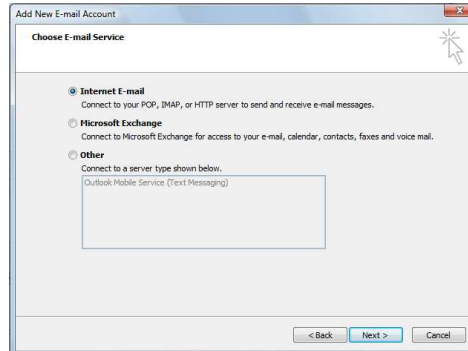 Add New E-mail Account
Choose E-mail Service
Internet E-mail
Connect to your POP, IMAP, or HTTP server to send and receive e-mail messages.
Microsoft Exchange
Connect to Microsoft Exchange for access to your e-mail, calendar, contacts, faxes and voice mail.
Other
Connect to a server type shown below.
Outlook Mobile Service (Text Messaging)
< Back Next > Cancel